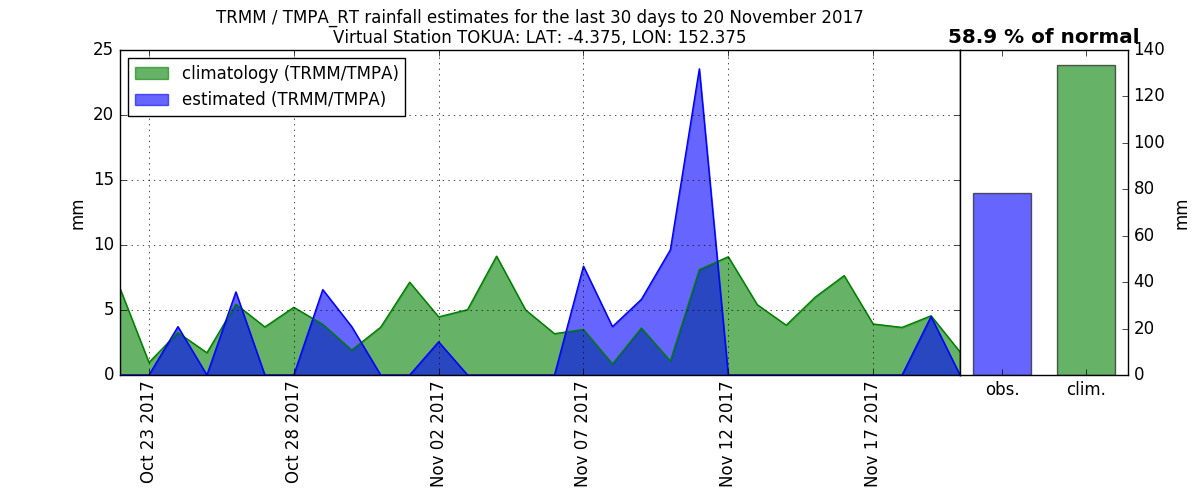 TRMM / TMPA_RT rainfall estimates for the last 30 days to 20 November 2017
Virtual Station TOKUA: LAT: -4.375, LON: 152.375
58.9 % of normal
climatology (TRMM/TMPA)
estimated (TRMM/TMPA)
mm
25
20
15
10
5
0
Oct 23 2017
Oct 28 2017
Nov 02 2017
Nov 07 2017
Nov 12 2017
Nov 17 2017
140
120
100
80
60
40
20
0
mm
obs.
clim.